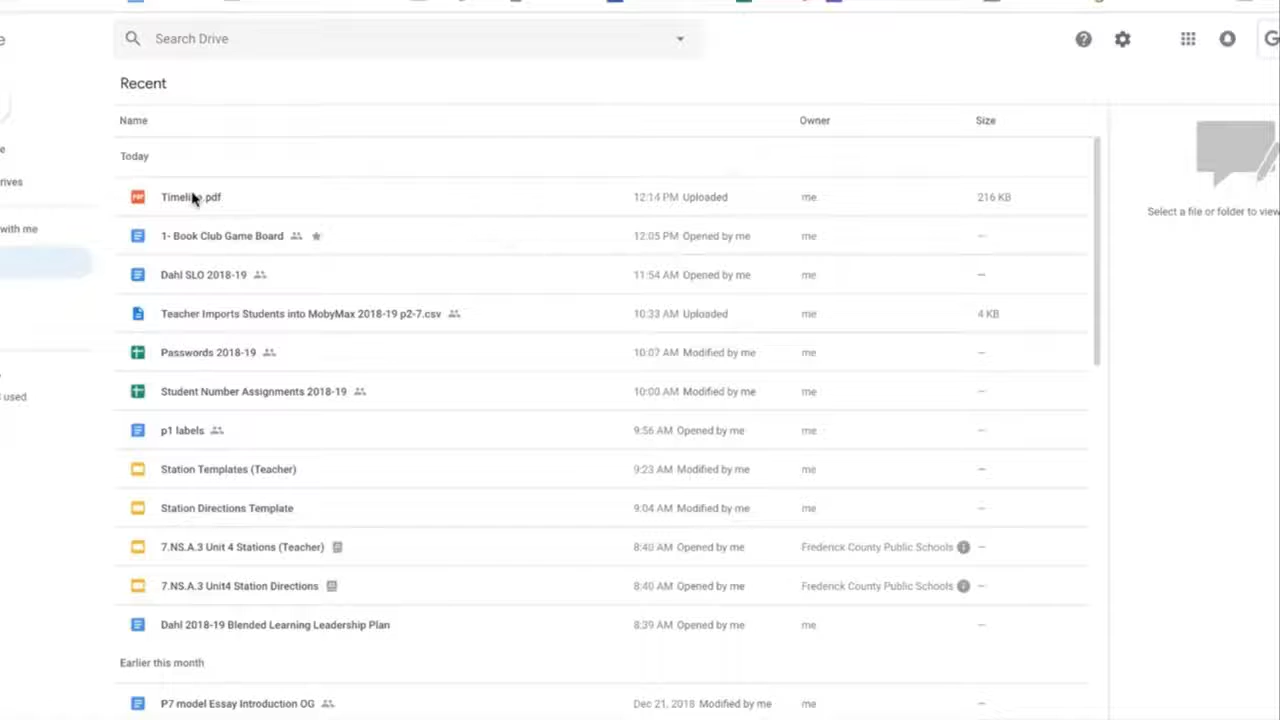 e
Search Drive
G
Recent
Name Owner Size
e
Today
rives
PDF Timeli .pdf 12:14 PM Uploaded me 216 KB
Select a file or folder to view
with me
1- Book Club Game Board 12:05 PM Opened by me me —
Dahl SLO 2018-19 11:54 AM Opened by me me —
Teacher Imports Students into MobyMax 2018-19 p2-7.csv 10:33 AM Uploaded me 4 KB
Passwords 2018-19 10:07 AM Modified by me me —
Student Number Assignments 2018-19 10:00 AM Modified by me me —
used
p1 labels 9:56 AM Opened by me me —
Station Templates (Teacher) 9:23 AM Modified by me me —
Station Directions Template 9:04 AM Modified by me me —
7.NS.A.3 Unit 4 Stations (Teacher) 8:40 AM Opened by me Frederick County Public Schools —
7.NS.A.3 Unit4 Station Directions 8:40 AM Opened by me Frederick County Public Schools —
Dahl 2018-19 Blended Learning Leadership Plan 8:39 AM Opened by me me —
Earlier this month
P7 model Essay Introduction OG Dec 21, 2018 Modified by me me —